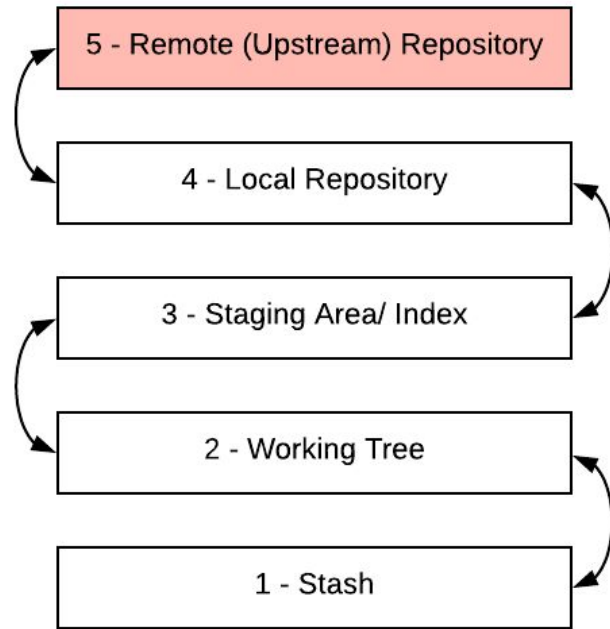 5 - Remote (Upstream) Repository
4 - Local Repository
3 - Staging Area/ Index
2 - Working Tree
1 - Stash